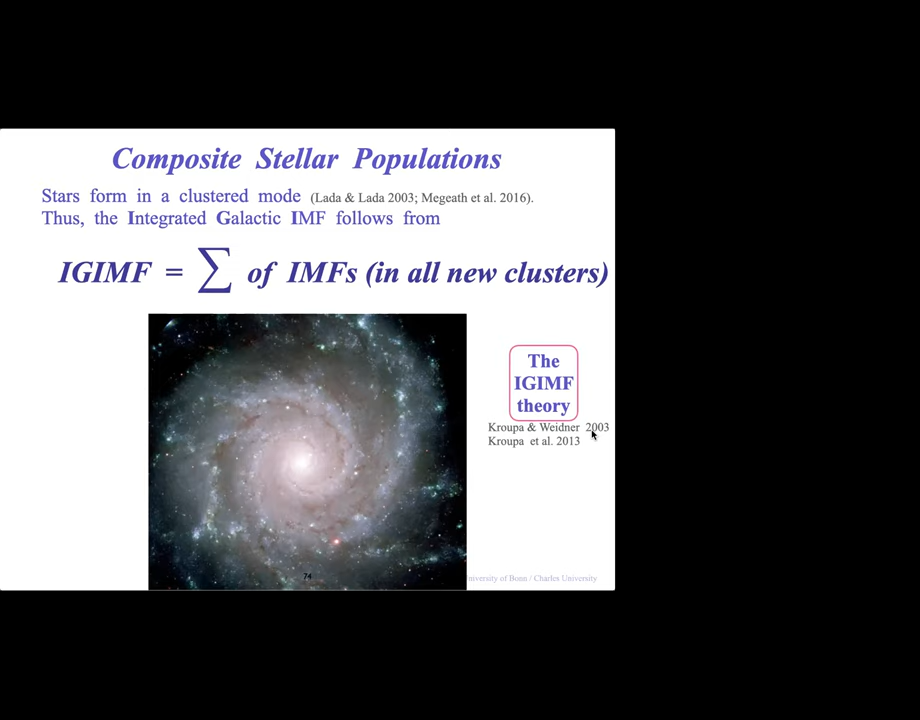 Composite Stellar Populations
Stars form in a clustered mode (Lada & Lada 2003; Megeath et al. 2016).
Thus, the Integrated Galactic IMF follows from
IGIMF = ∑ of IMFs (in all new clusters)
The
IGIMF
theory
Kroupa & Weidner 2003
Kroupa et al. 2013
74
of Bonn / Charles University